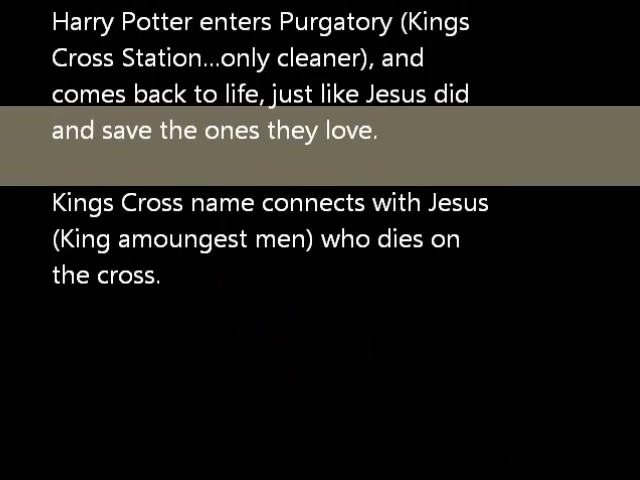 Harry Potter enters Purgatory (Kings
Cross Station...only cleaner), and
comes back to life, just like Jesus did
and save the ones they love.
Kings Cross name connects with Jesus
(King amoungest men) who dies on
the cross.